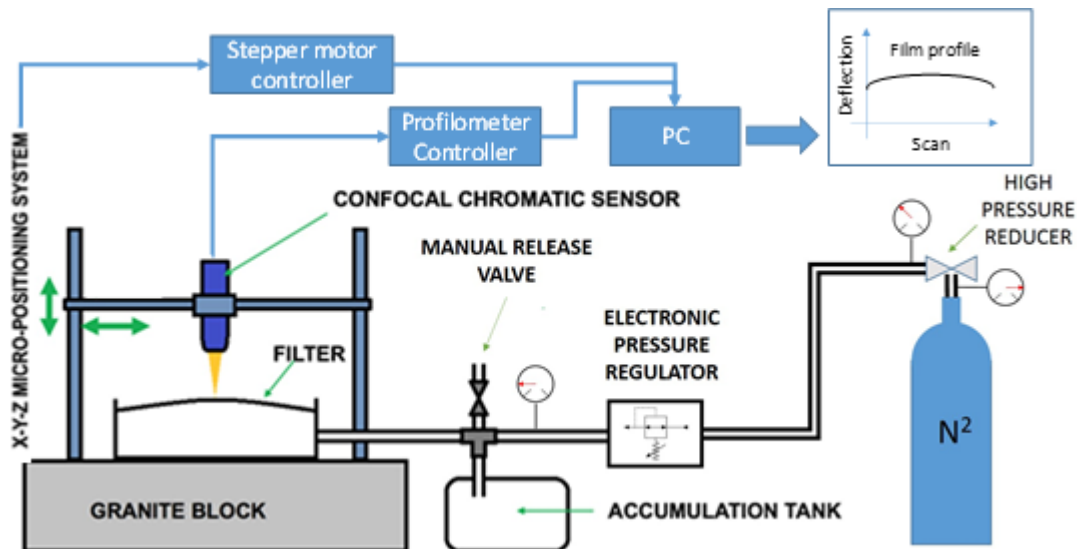 Stepper motor
controller
Profilometer
Controller
PC
Deflection
Film profile
Scan
X-Y-Z MICRO-POSITIONING SYSTEM
CONFOCAL CHROMATIC SENSOR
HIGH
PRESSURE
REDUCER
MANUAL RELEASE
VALVE
ELECTRONIC
PRESSURE
REGULATOR
FILTER
N²
GRANITE BLOCK
ACCUMULATION TANK